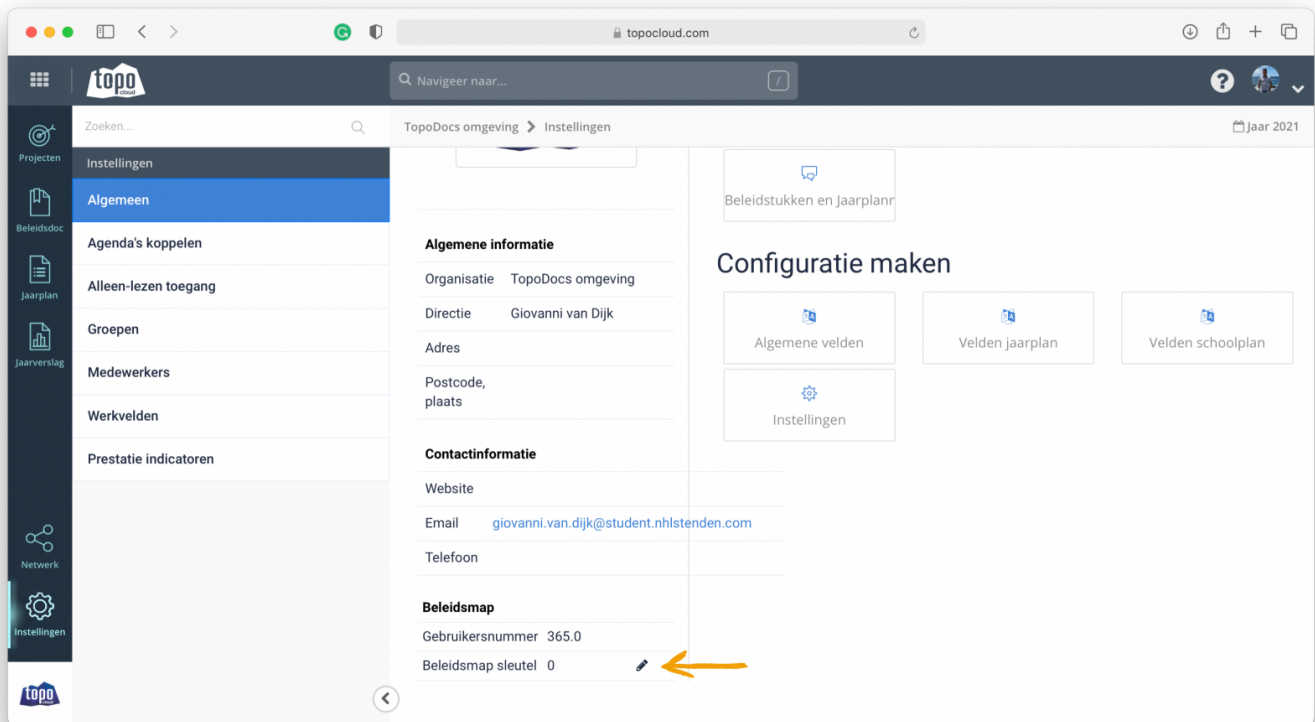 topocloud.com
topo
cloud
Navigeer naar...
/
?
Projecten
Beleidsdoc
Jaarplan
Jaarverslag
Netwerk
Instellingen
topo
cloud
Zoeken...
Instellingen
Algemeen
Agenda's koppelen
Alleen-lezen toegang
Groepen
Medewerkers
Werkvelden
Prestatie indicatoren
TopoDocs omgeving > Instellingen
Jaar 2021
Algemene informatie
Organisatie TopoDocs omgeving
Directie Giovanni van Dijk
Adres
Postcode,
plaats
Contactinformatie
Website
Email giovanni.van.dijk@student.nhlstenden.com
Telefoon
Beleidsmap
Gebruikersnummer 365.0
Beleidsmap sleutel 0
Beleidstukken en Jaarplann
Configuratie maken
Algemene velden
Velden jaarplan
Velden schoolplan
Instellingen